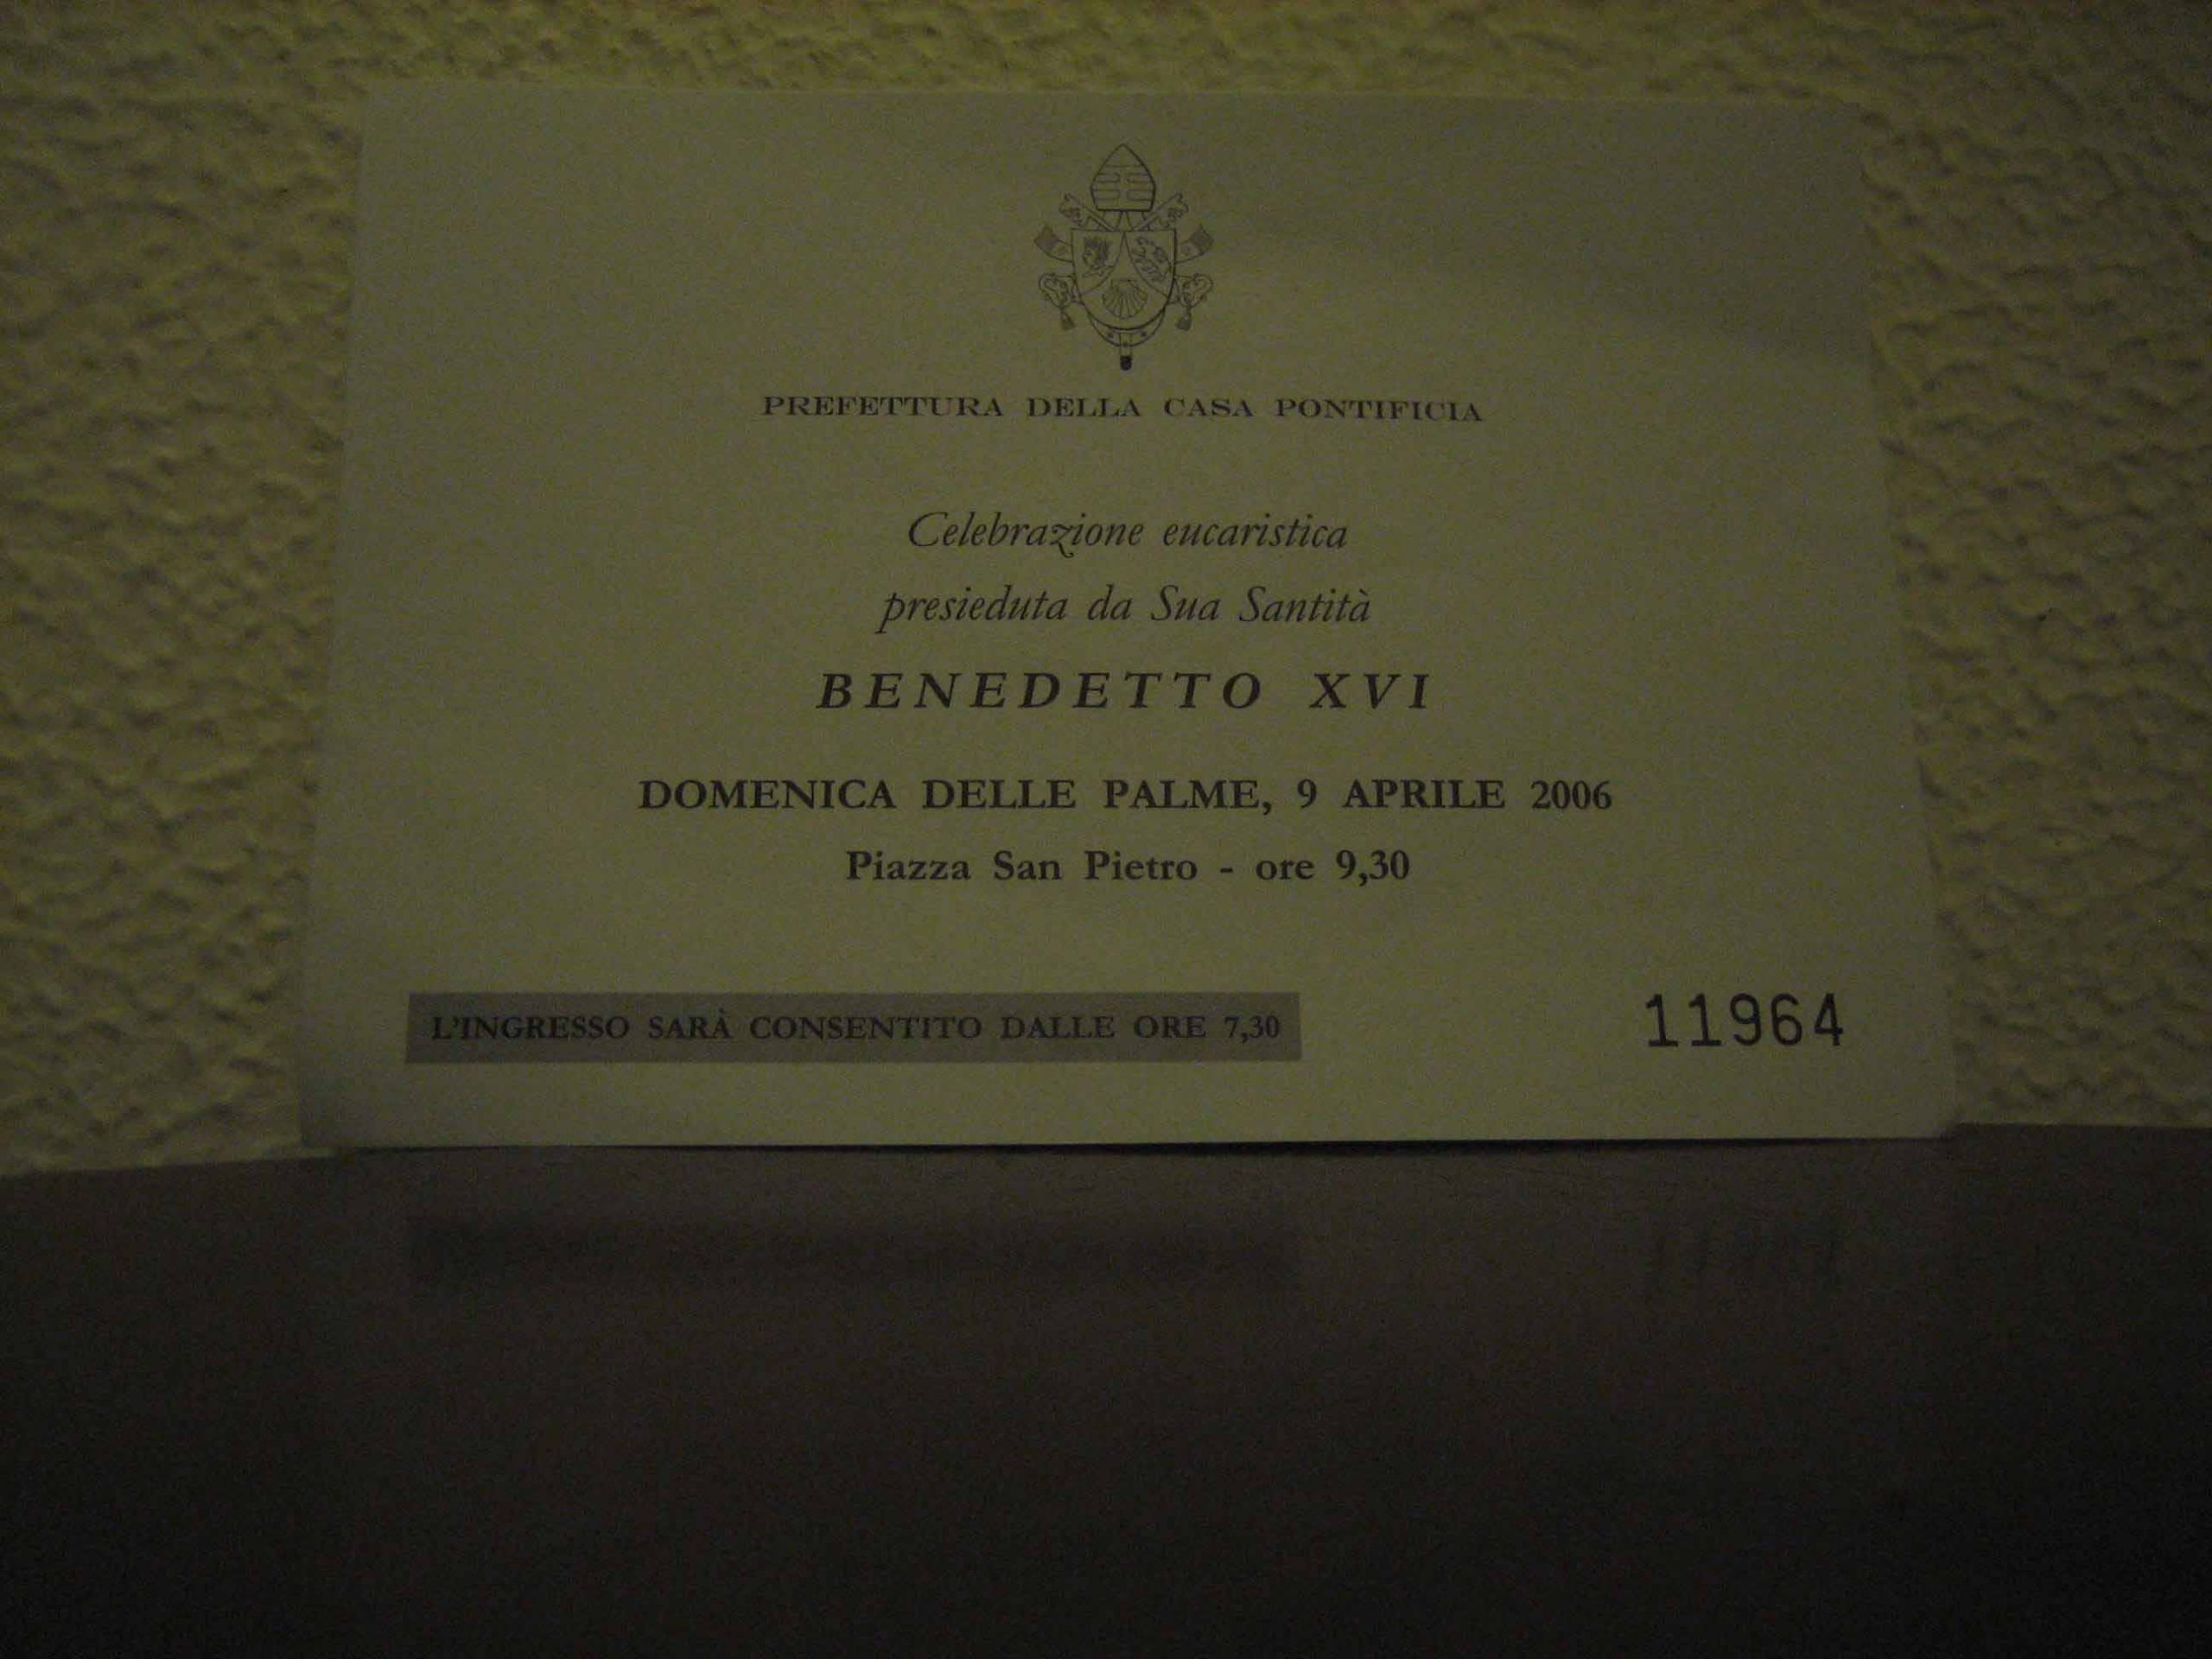 PREFETTURA DELLA CASA PONTIFICIA
Celebrazione eucaristica
presieduta da Sua Santità
BENEDETTO XVI
DOMENICA DELLE PALME, 9 APRILE 2006
Piazza San Pietro - ore 9,30
L'INGRESSO SARÀ CONSENTITO DALLE ORE 7,30
11964